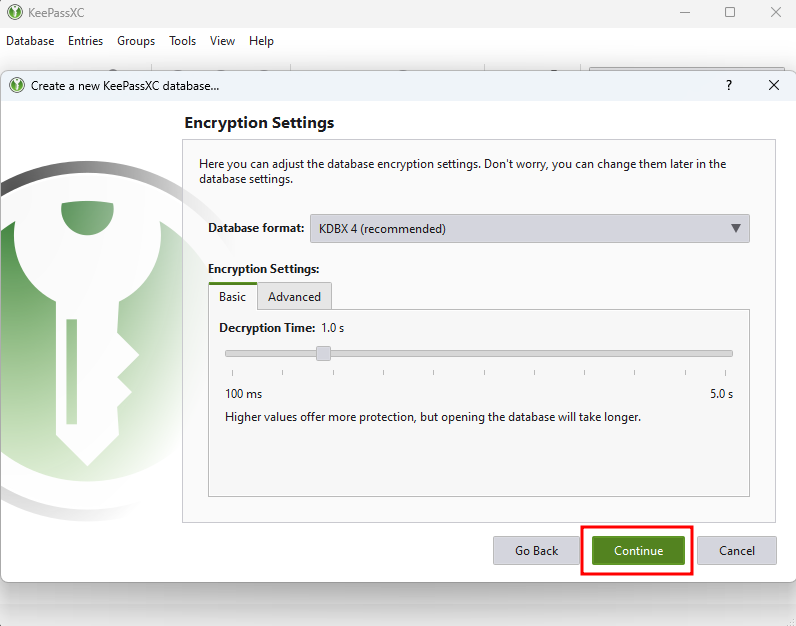 KeePassXC
Database Entries Groups Tools View Help
Create a new KeePassXC database...
?
Encryption Settings
Here you can adjust the database encryption settings. Don't worry, you can change them later in the
database settings.
Database format: KDBX 4 (recommended)
Encryption Settings:
Basic Advanced
Decryption Time: 1.0 s
100 ms 5.0 s
Higher values offer more protection, but opening the database will take longer.
Go Back Continue Cancel